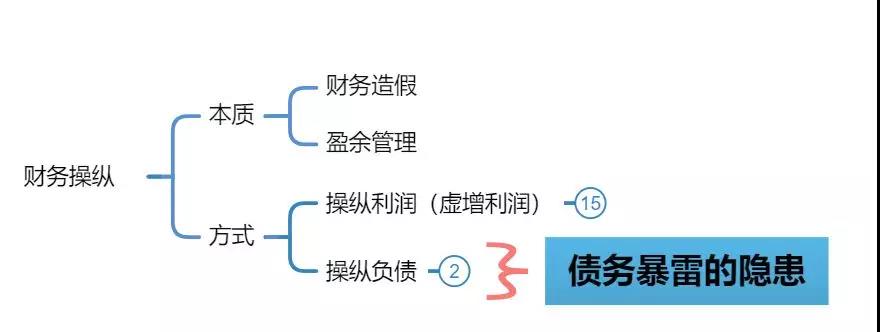 财务操纵
本质
财务造假
盈余管理
方式
操纵利润（虚增利润）
15
操纵负债
2
债务暴雷的隐患